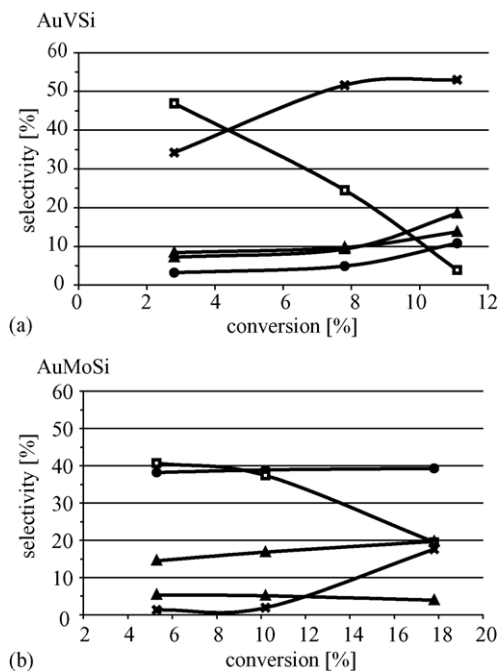 AuVSi
60
50
40
30
20
10
0
selectivity [%]
0 2 4 6 8 10 12
conversion [%]
(a)
AuMoSi
60
50
40
30
20
10
0
selectivity [%]
2 4 6 8 10 12 14 16 18 20
conversion [%]
(b)